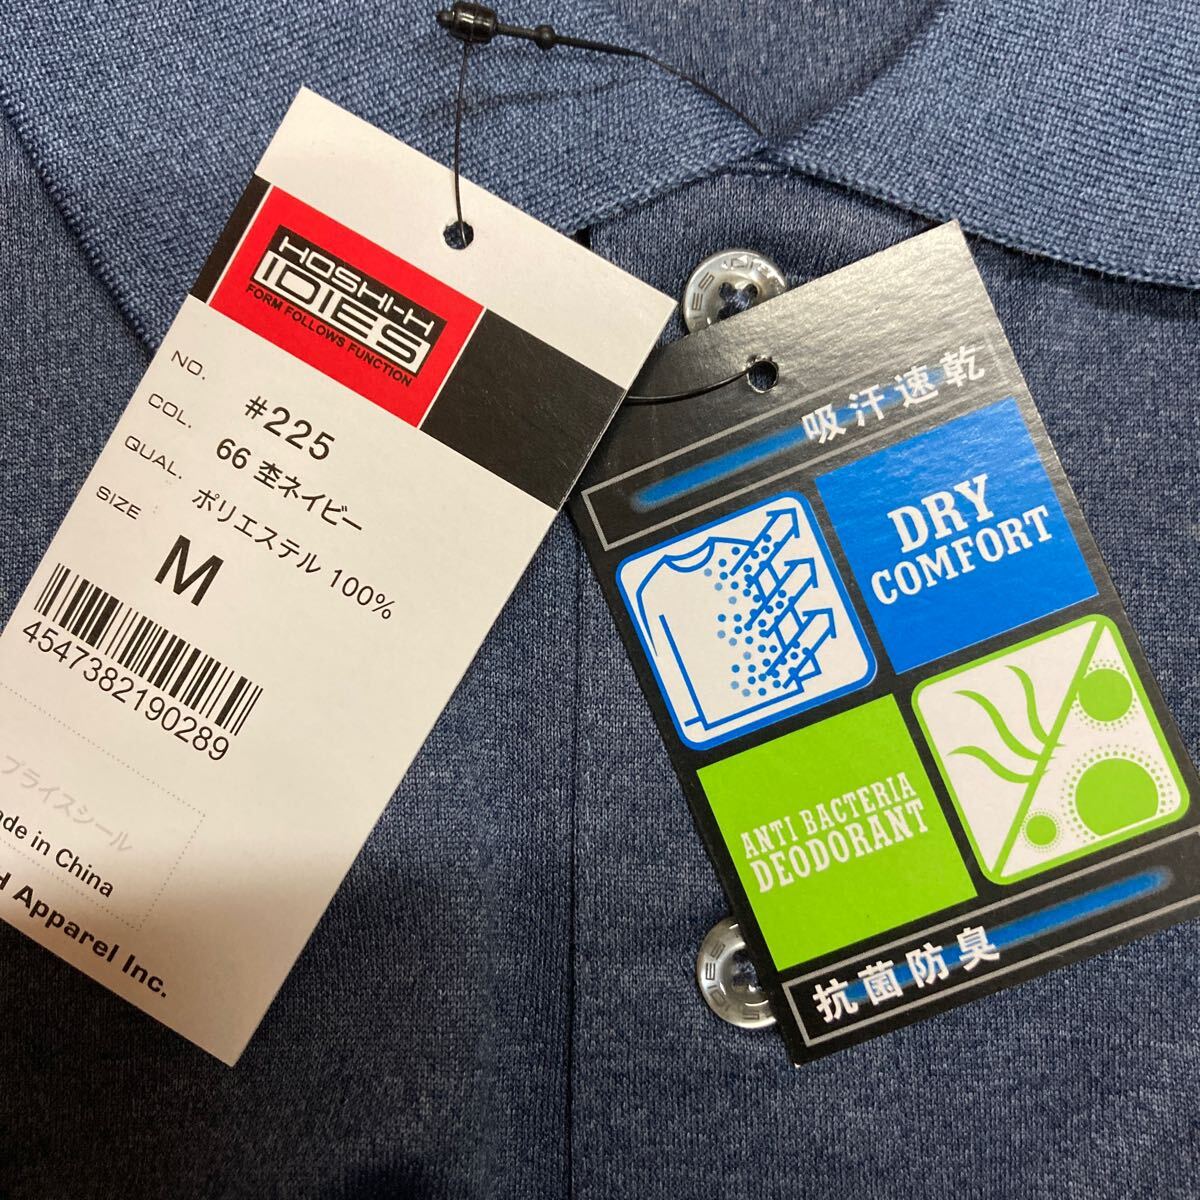 HOSHI-H
IDIES
FORM FOLLOWS FUNCTION
NO. #225
COL. 66 杢ネイビー
QUAL. ポリエステル 100%
SIZE M
4547382190289
プライスシール
ade in China
H Apparel Inc.
吸汗速乾
DRY
COMFORT
ANTI BACTERIA
DEODORANT
抗菌防臭